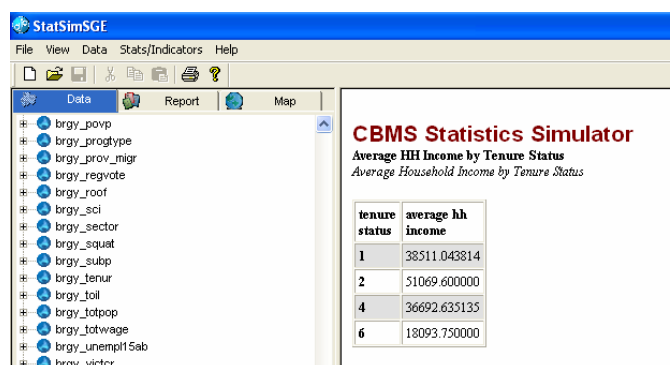 StatSimSGE
File View Data Stats/Indicators Help
Data Report Map
brgy_povp
brgy_progtype
brgy_prov_migr
brgy_regvote
brgy_roof
brgy_sci
brgy_sector
brgy_squat
brgy_subp
brgy_tenur
brgy_toil
brgy_totpop
brgy_totwage
brgy_unempl15ab
brgy_victcr
CBMS Statistics Simulator
Average HH Income by Tenure Status
Average Household Income by Tenure Status
tenure average hh
status income
1 38511.043814
2 51069.600000
4 36692.635135
6 18093.750000